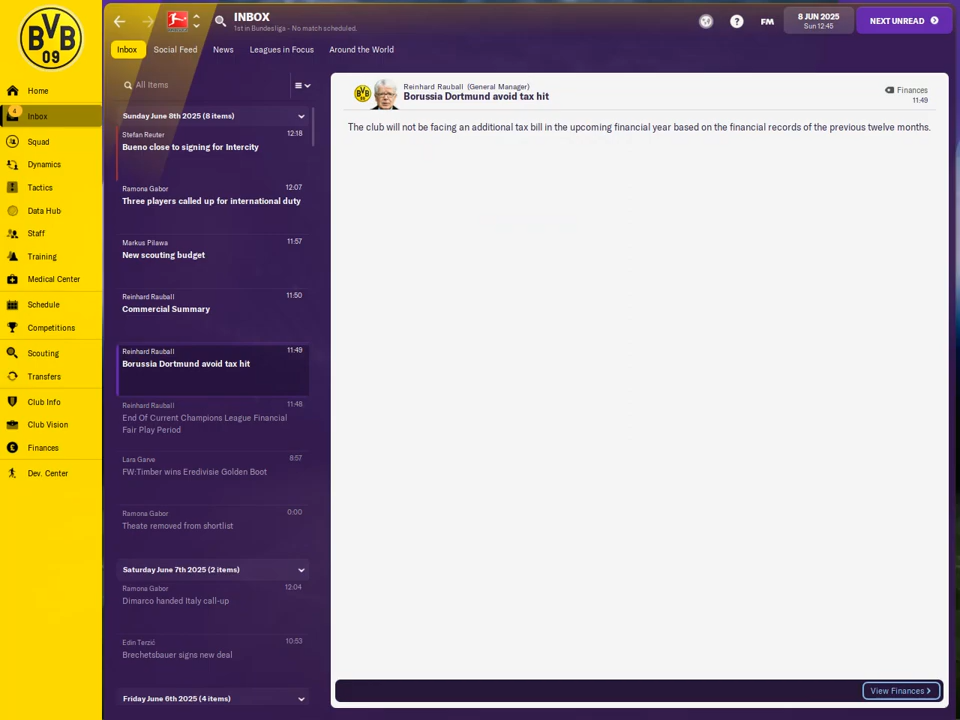 BVB
09
INBOX
1st in Bundesliga - No match scheduled.
?
FM
8 JUN 2025
Sun 12:45
NEXT UNREAD
Inbox
Social Feed
News
Leagues in Focus
Around the World
Home
4
Inbox
Squad
Dynamics
Tactics
Data Hub
Staff
Training
Medical Center
Schedule
Competitions
Scouting
Transfers
Club Info
Club Vision
Finances
Dev. Center
All Items
Sunday June 8th 2025 (8 items)
Stefan Reuter 12:18
Bueno close to signing for Intercity
Ramona Gabor 12:07
Three players called up for international duty
Markus Pilawa 11:57
New scouting budget
Reinhard Rauball 11:50
Commercial Summary
Reinhard Rauball 11:49
Borussia Dortmund avoid tax hit
Reinhard Rauball 11:48
End Of Current Champions League Financial
Fair Play Period
Lara Garve 8:57
FW:Timber wins Eredivisie Golden Boot
Ramona Gabor 0:00
Theate removed from shortlist
Saturday June 7th 2025 (2 items)
Ramona Gabor 12:04
Dimarco handed Italy call-up
Edin Terzić 10:53
Brechetsbauer signs new deal
Friday June 6th 2025 (4 items)
Reinhard Rauball (General Manager)
Borussia Dortmund avoid tax hit
Finances
11:49
The club will not be facing an additional tax bill in the upcoming financial year based on the financial records of the previous twelve months.
View Finances